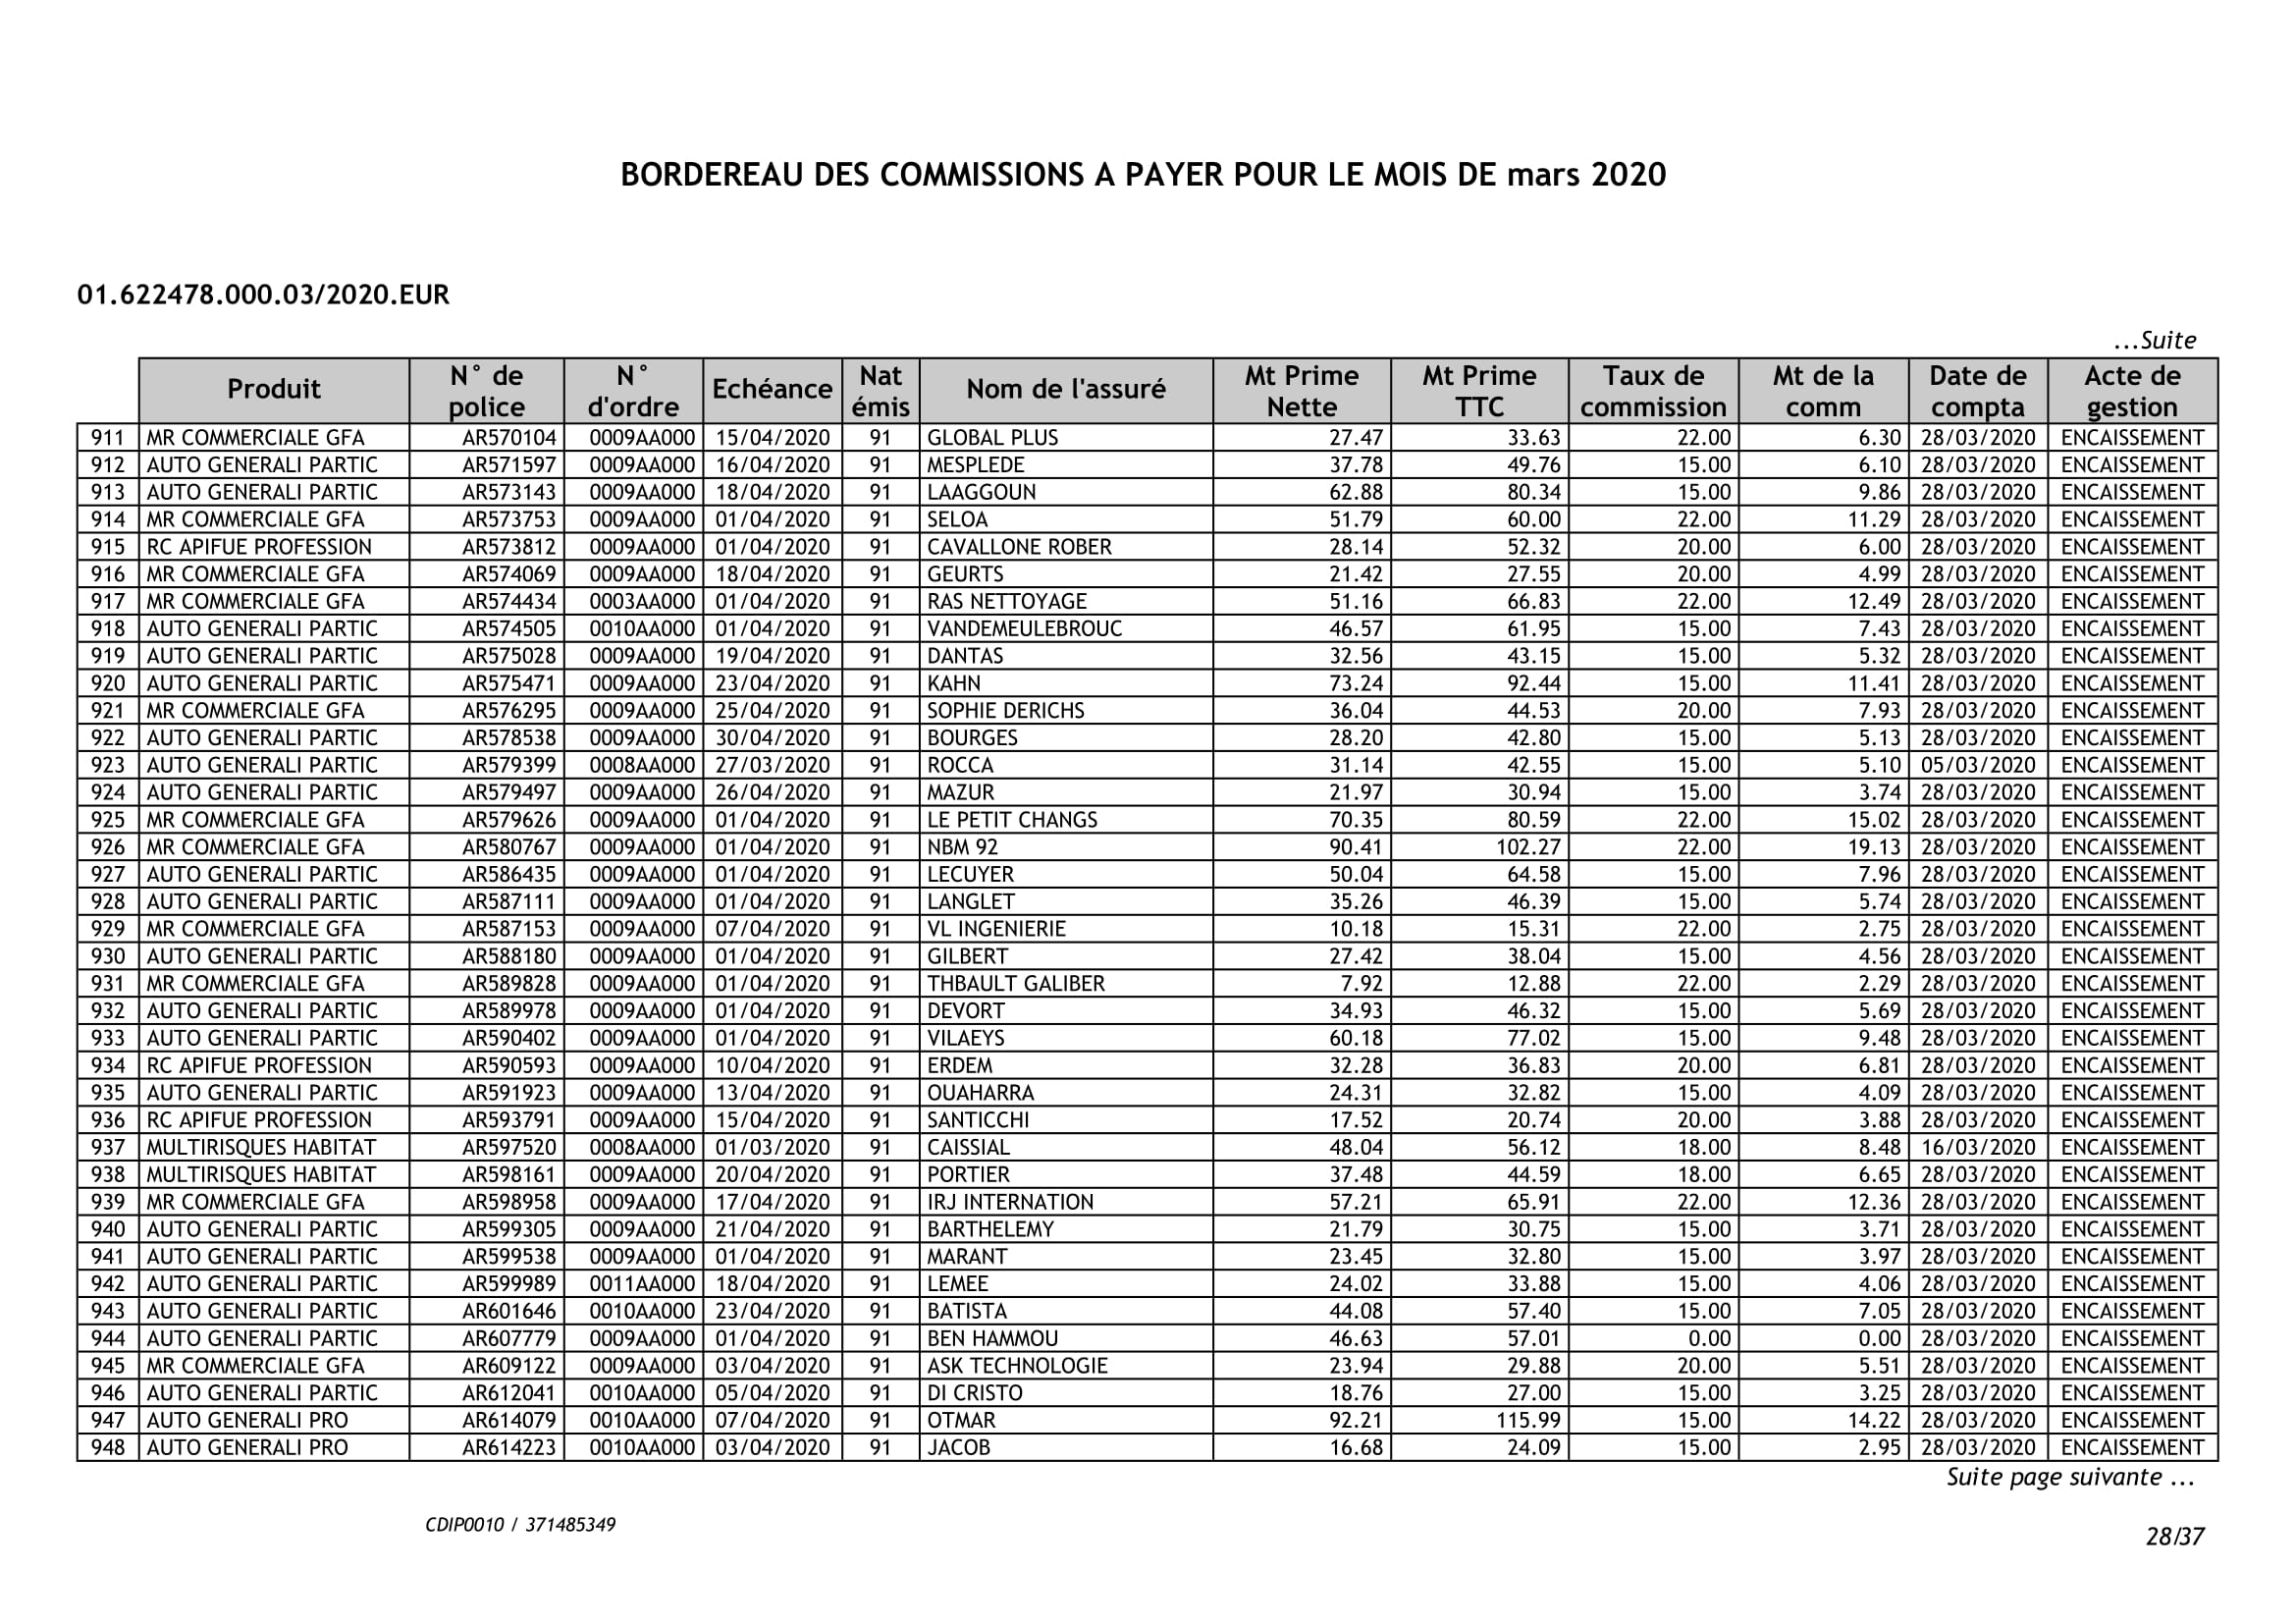 BORDEREAU DES COMMISSIONS A PAYER POUR LE MOIS DE mars 2020
01.622478.000.03/2020.EUR
...Suite
Produit N° de police N° d'ordre Echéance Nat émis Nom de l'assuré Mt Prime Nette Mt Prime TTC Taux de commission Mt de la comm Date de compta Acte de gestion
911 MR COMMERCIALE GFA AR570104 0009AA000 15/04/2020 91 GLOBAL PLUS 27.47 33.63 22.00 6.30 28/03/2020 ENCAISSEMENT
912 AUTO GENERALI PARTIC AR571597 0009AA000 16/04/2020 91 MESPLEDE 37.78 49.76 15.00 6.10 28/03/2020 ENCAISSEMENT
913 AUTO GENERALI PARTIC AR573143 0009AA000 18/04/2020 91 LAAGGOUN 62.88 80.34 15.00 9.86 28/03/2020 ENCAISSEMENT
914 MR COMMERCIALE GFA AR573753 0009AA000 01/04/2020 91 SELOA 51.79 60.00 22.00 11.29 28/03/2020 ENCAISSEMENT
915 RC APIFUE PROFESSION AR573812 0009AA000 01/04/2020 91 CAVALLONE ROBER 28.14 52.32 20.00 6.00 28/03/2020 ENCAISSEMENT
916 MR COMMERCIALE GFA AR574069 0009AA000 18/04/2020 91 GEURTS 21.42 27.55 20.00 4.99 28/03/2020 ENCAISSEMENT
917 MR COMMERCIALE GFA AR574434 0003AA000 01/04/2020 91 RAS NETTOYAGE 51.16 66.83 22.00 12.49 28/03/2020 ENCAISSEMENT
918 AUTO GENERALI PARTIC AR574505 0010AA000 01/04/2020 91 VANDEMEULEBROUC 46.57 61.95 15.00 7.43 28/03/2020 ENCAISSEMENT
919 AUTO GENERALI PARTIC AR575028 0009AA000 19/04/2020 91 DANTAS 32.56 43.15 15.00 5.32 28/03/2020 ENCAISSEMENT
920 AUTO GENERALI PARTIC AR575471 0009AA000 23/04/2020 91 KAHN 73.24 92.44 15.00 11.41 28/03/2020 ENCAISSEMENT
921 MR COMMERCIALE GFA AR576295 0009AA000 25/04/2020 91 SOPHIE DERICHS 36.04 44.53 20.00 7.93 28/03/2020 ENCAISSEMENT
922 AUTO GENERALI PARTIC AR578538 0009AA000 30/04/2020 91 BOURGES 28.20 42.80 15.00 5.13 28/03/2020 ENCAISSEMENT
923 AUTO GENERALI PARTIC AR579399 0008AA000 27/03/2020 91 ROCCA 31.14 42.55 15.00 5.10 05/03/2020 ENCAISSEMENT
924 AUTO GENERALI PARTIC AR579497 0009AA000 26/04/2020 91 MAZUR 21.97 30.94 15.00 3.74 28/03/2020 ENCAISSEMENT
925 MR COMMERCIALE GFA AR579626 0009AA000 01/04/2020 91 LE PETIT CHANGS 70.35 80.59 22.00 15.02 28/03/2020 ENCAISSEMENT
926 MR COMMERCIALE GFA AR580767 0009AA000 01/04/2020 91 NBM 92 90.41 102.27 22.00 19.13 28/03/2020 ENCAISSEMENT
927 AUTO GENERALI PARTIC AR586435 0009AA000 01/04/2020 91 LECUYER 50.04 64.58 15.00 7.96 28/03/2020 ENCAISSEMENT
928 AUTO GENERALI PARTIC AR587111 0009AA000 01/04/2020 91 LANGLET 35.26 46.39 15.00 5.74 28/03/2020 ENCAISSEMENT
929 MR COMMERCIALE GFA AR587153 0009AA000 07/04/2020 91 VL INGENIERIE 10.18 15.31 22.00 2.75 28/03/2020 ENCAISSEMENT
930 AUTO GENERALI PARTIC AR588180 0009AA000 01/04/2020 91 GILBERT 27.42 38.04 15.00 4.56 28/03/2020 ENCAISSEMENT
931 MR COMMERCIALE GFA AR589828 0009AA000 01/04/2020 91 THBAULT GALIBER 7.92 12.88 22.00 2.29 28/03/2020 ENCAISSEMENT
932 AUTO GENERALI PARTIC AR589978 0009AA000 01/04/2020 91 DEVORT 34.93 46.32 15.00 5.69 28/03/2020 ENCAISSEMENT
933 AUTO GENERALI PARTIC AR590402 0009AA000 01/04/2020 91 VILAEYS 60.18 77.02 15.00 9.48 28/03/2020 ENCAISSEMENT
934 RC APIFUE PROFESSION AR590593 0009AA000 10/04/2020 91 ERDEM 32.28 36.83 20.00 6.81 28/03/2020 ENCAISSEMENT
935 AUTO GENERALI PARTIC AR591923 0009AA000 13/04/2020 91 OUAHARRA 24.31 32.82 15.00 4.09 28/03/2020 ENCAISSEMENT
936 RC APIFUE PROFESSION AR593791 0009AA000 15/04/2020 91 SANTICCHI 17.52 20.74 20.00 3.88 28/03/2020 ENCAISSEMENT
937 MULTIRISQUES HABITAT AR597520 0008AA000 01/03/2020 91 CAISSIAL 48.04 56.12 18.00 8.48 16/03/2020 ENCAISSEMENT
938 MULTIRISQUES HABITAT AR598161 0009AA000 20/04/2020 91 PORTIER 37.48 44.59 18.00 6.65 28/03/2020 ENCAISSEMENT
939 MR COMMERCIALE GFA AR598958 0009AA000 17/04/2020 91 IRJ INTERNATION 57.21 65.91 22.00 12.36 28/03/2020 ENCAISSEMENT
940 AUTO GENERALI PARTIC AR599305 0009AA000 21/04/2020 91 BARTHELEMY 21.79 30.75 15.00 3.71 28/03/2020 ENCAISSEMENT
941 AUTO GENERALI PARTIC AR599538 0009AA000 01/04/2020 91 MARANT 23.45 32.80 15.00 3.97 28/03/2020 ENCAISSEMENT
942 AUTO GENERALI PARTIC AR599989 0011AA000 18/04/2020 91 LEMEE 24.02 33.88 15.00 4.06 28/03/2020 ENCAISSEMENT
943 AUTO GENERALI PARTIC AR601646 0010AA000 23/04/2020 91 BATISTA 44.08 57.40 15.00 7.05 28/03/2020 ENCAISSEMENT
944 AUTO GENERALI PARTIC AR607779 0009AA000 01/04/2020 91 BEN HAMMOU 46.63 57.01 0.00 0.00 28/03/2020 ENCAISSEMENT
945 MR COMMERCIALE GFA AR609122 0009AA000 03/04/2020 91 ASK TECHNOLOGIE 23.94 29.88 20.00 5.51 28/03/2020 ENCAISSEMENT
946 AUTO GENERALI PARTIC AR612041 0010AA000 05/04/2020 91 DI CRISTO 18.76 27.00 15.00 3.25 28/03/2020 ENCAISSEMENT
947 AUTO GENERALI PRO AR614079 0010AA000 07/04/2020 91 OTMAR 92.21 115.99 15.00 14.22 28/03/2020 ENCAISSEMENT
948 AUTO GENERALI PRO AR614223 0010AA000 03/04/2020 91 JACOB 16.68 24.09 15.00 2.95 28/03/2020 ENCAISSEMENT
Suite page suivante ...
CDIP0010 / 371485349
28/37